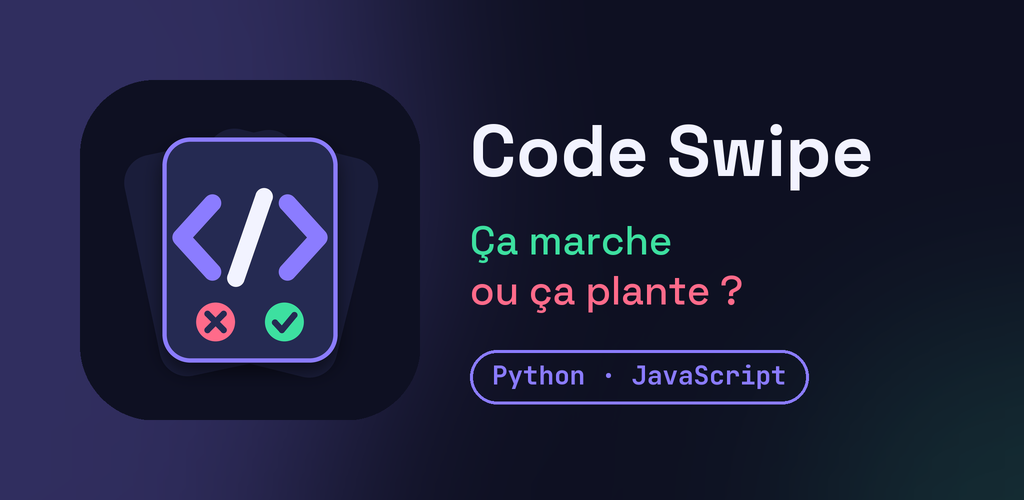 </>
Code Swipe
Ça marche
ou ça plante ?
Python · JavaScript